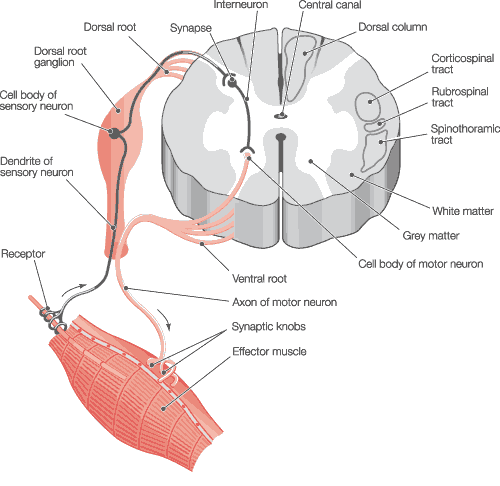 Interneuron
Central canal
Synapse
Dorsal root
Dorsal column
Dorsal root
ganglion
Corticospinal
tract
Cell body of
sensory neuron
Rubrospinal
tract
Spinothoramic
tract
Dendrite of
sensory neuron
White matter
Grey matter
Receptor
Cell body of motor neuron
Ventral root
Axon of motor neuron
Synaptic knobs
Effector muscle